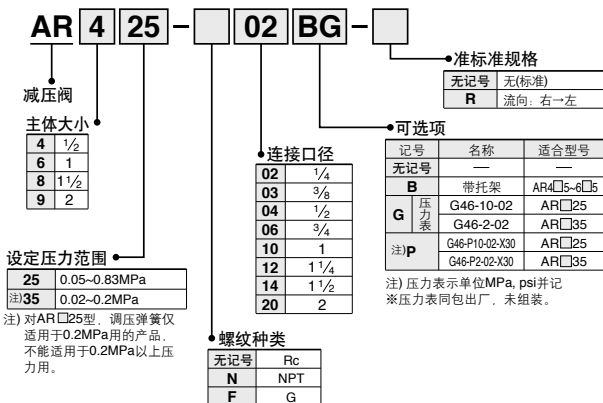 AR 4 25 - □ 02 BG - □
减压阀
主体大小
4 1/2
6 1
8 1 1/2
9 2
设定压力范围
25 0.05~0.83MPa
注)35 0.02~0.2MPa
注) 对AR□25型，调压弹簧仅
适用于0.2MPa用的产品，
不能适用于0.2MPa以上压
力用。
螺纹种类
无记号 Rc
N NPT
F G
连接口径
02 1/4
03 3/8
04 1/2
06 3/4
10 1
12 1 1/4
14 1 1/2
20 2
准标准规格
无记号 无(标准)
R 流向：右→左
可选项
记号 名称 适合型号
无记号 — —
B 带托架 AR4□5~6□5
G 压力表 G46-10-02 AR□25
G46-2-02 AR□35
注)P G46-P10-02-X30 AR□25
G46-P2-02-X30 AR□35
注) 压力表示单位MPa, psi并记
※压力表同包出厂，未组装。